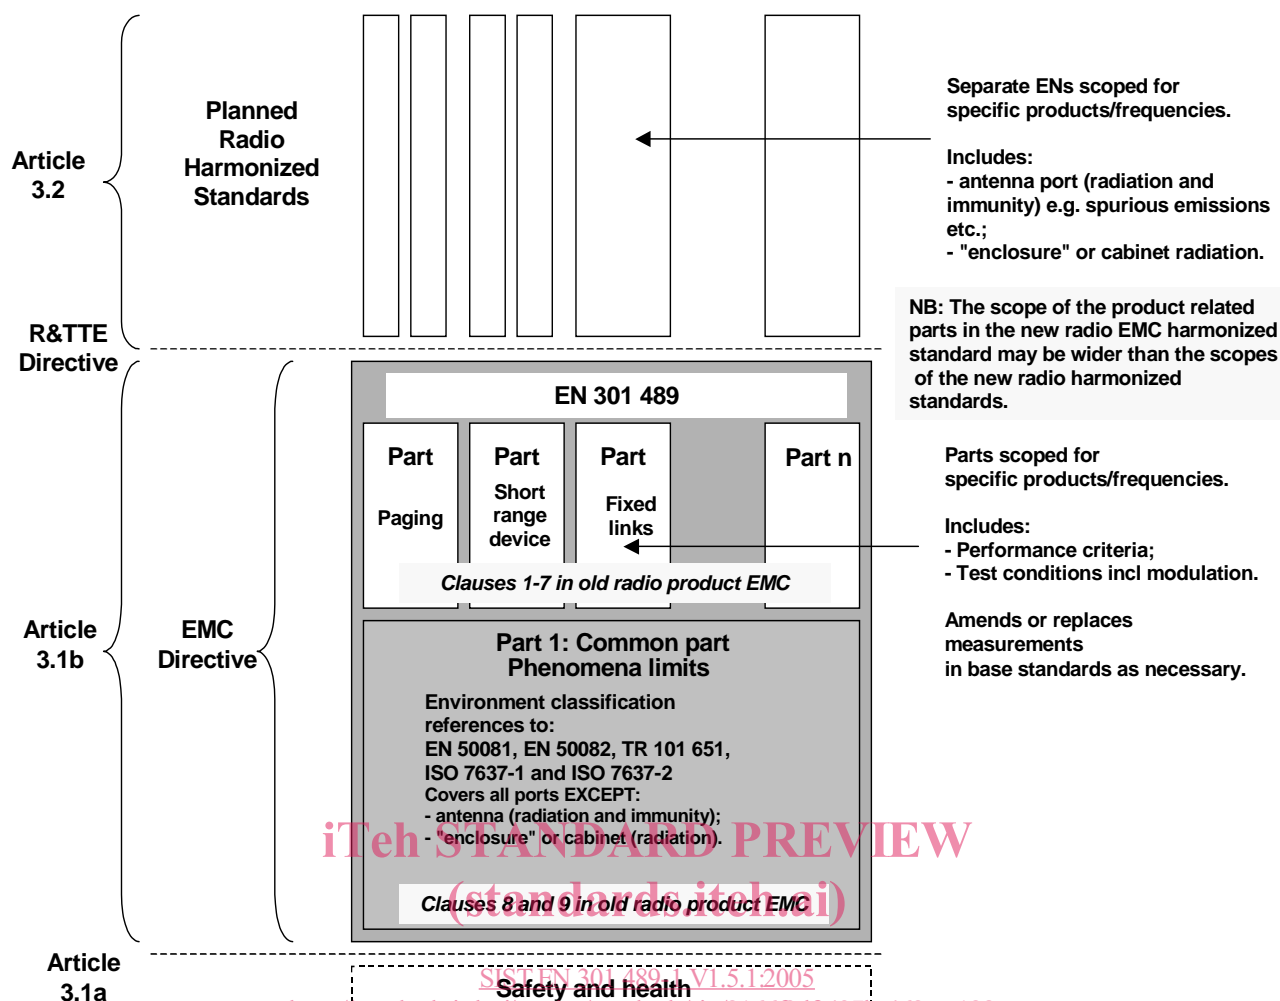 Article
3.2
Planned
Radio
Harmonized
Standards
Separate ENs scoped for
specific products/frequencies.
Includes:
- antenna port (radiation and
immunity) e.g. spurious emissions
etc.;
- "enclosure" or cabinet radiation.
R&TTE
Directive
NB: The scope of the product related
parts in the new radio EMC harmonized
standard may be wider than the scopes
of the new radio harmonized
standards.
EN 301 489
Part
Paging
Part
Short
range
device
Part
Fixed
links
Part n
Clauses 1-7 in old radio product EMC
Parts scoped for
specific products/frequencies.
Includes:
- Performance criteria;
- Test conditions incl modulation.
Amends or replaces
measurements
in base standards as necessary.
Article
3.1b
EMC
Directive
Part 1: Common part
Phenomena limits
Environment classification
references to:
EN 50081, EN 50082, TR 101 651,
ISO 7637-1 and ISO 7637-2
Covers all ports EXCEPT:
- antenna (radiation and immunity);
- "enclosure" or cabinet (radiation).
iTeh STANDARD PREVIEW
(standards.iteh.ai)
Clauses 8 and 9 in old radio product EMC
Article
3.1a
SIST EN 301 489-1 V1.5.1:2005
Safety and health